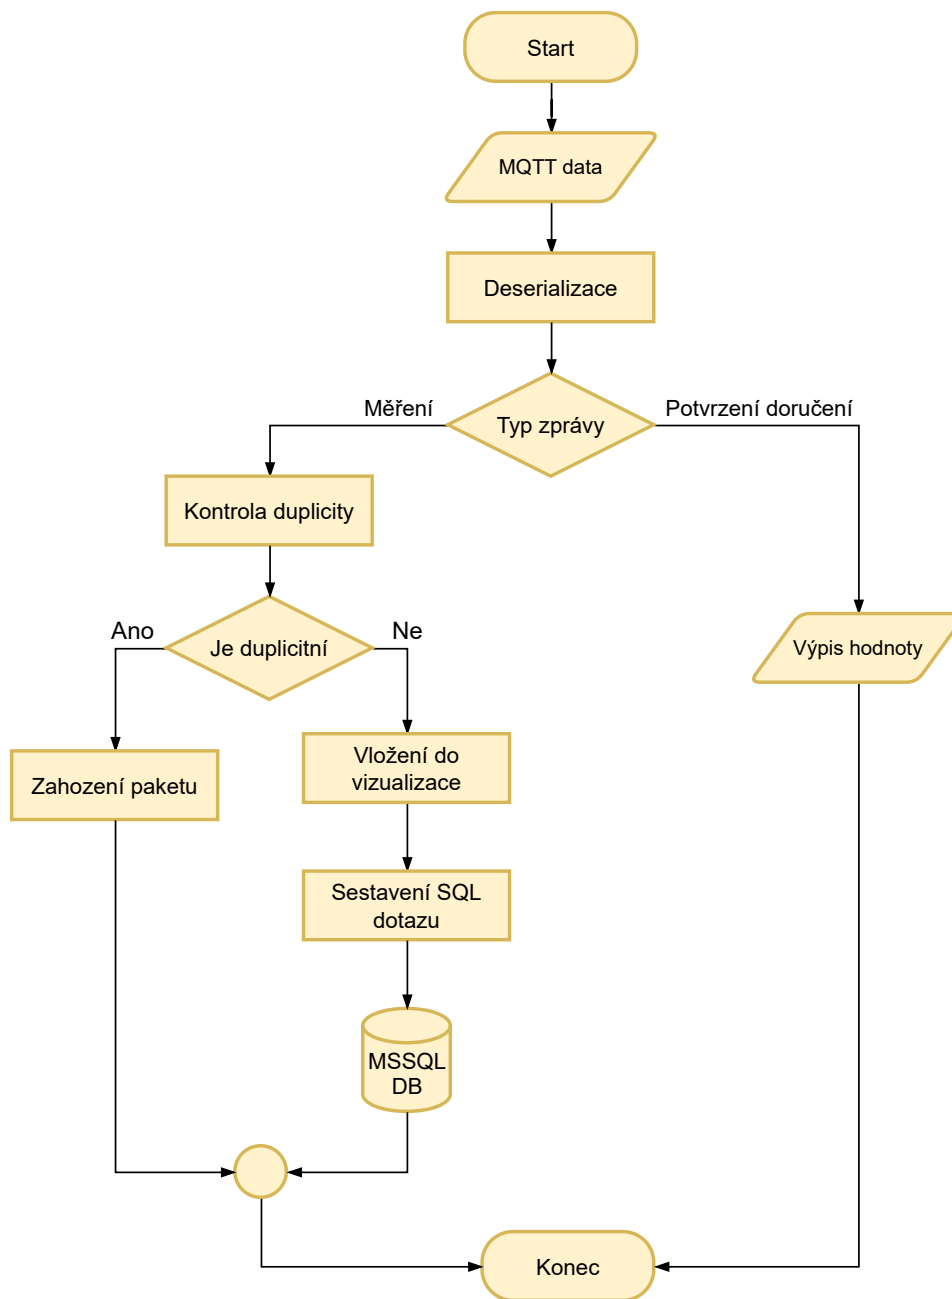 Start
MQTT data
Deserializace
Měření
Typ zprávy
Potvrzení doručení
Kontrola duplicity
Ano
Je duplicitní
Ne
Výpis hodnoty
Zahození paketu
Vložení do
vizualizace
Sestavení SQL
dotazu
MSSQL
DB
Konec